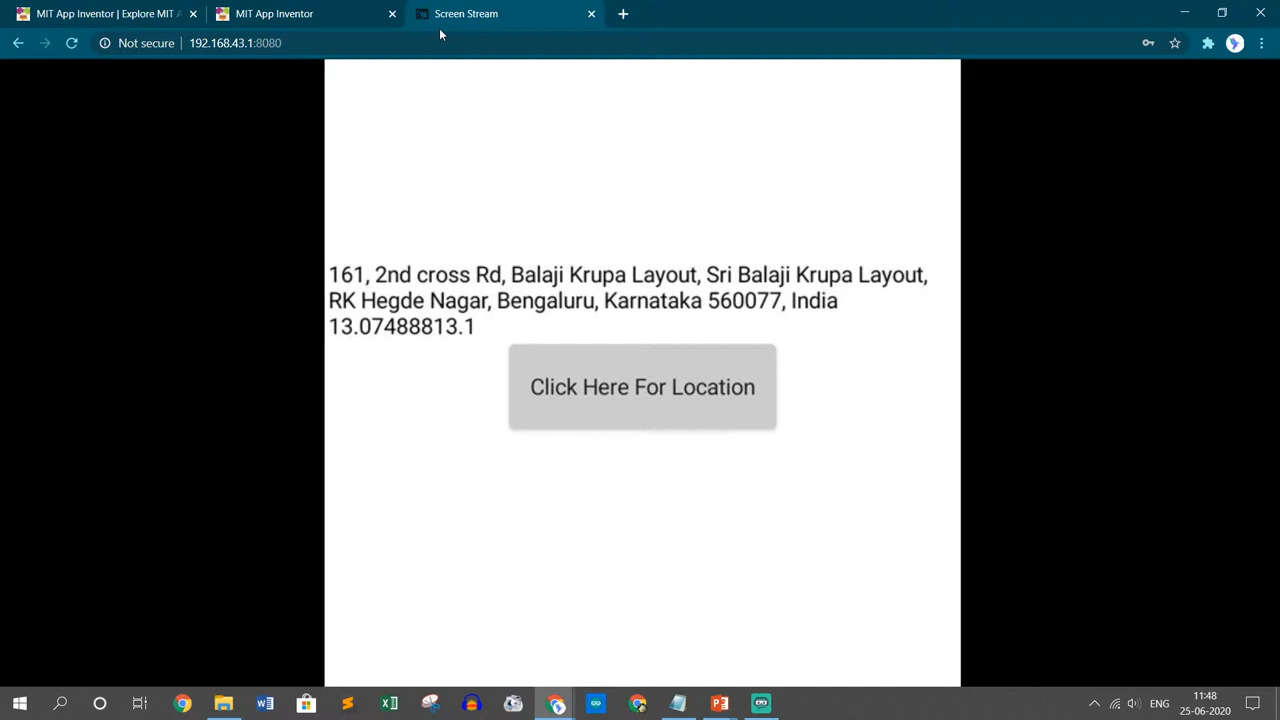 MIT App Inventor | Explore MIT A
MIT App Inventor
Screen Stream
Not secure
192.168.43.1:8080
161, 2nd cross Rd, Balaji Krupa Layout, Sri Balaji Krupa Layout,
RK Hegde Nagar, Bengaluru, Karnataka 560077, India
13.07488813.1
Click Here For Location
ENG
11:48
25-06-2020